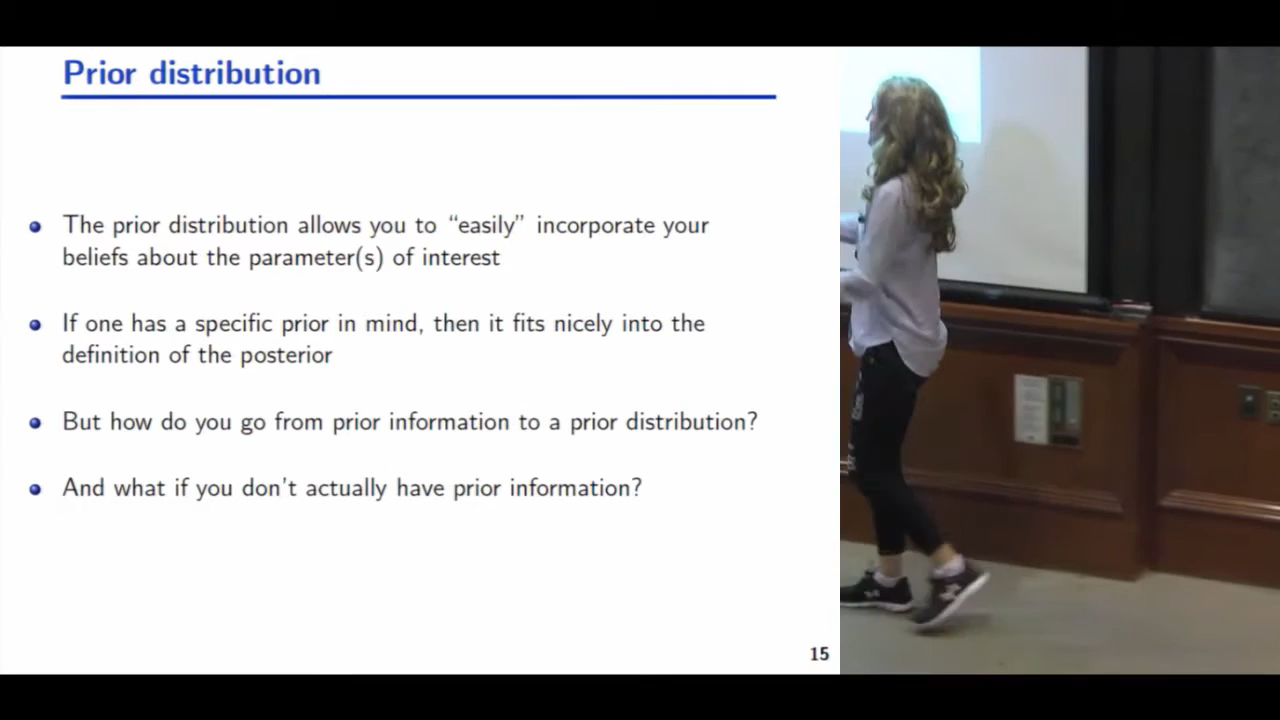 Prior distribution
The prior distribution allows you to “easily” incorporate your
beliefs about the parameter(s) of interest
If one has a specific prior in mind, then it fits nicely into the
definition of the posterior
But how do you go from prior information to a prior distribution?
And what if you don’t actually have prior information?
15